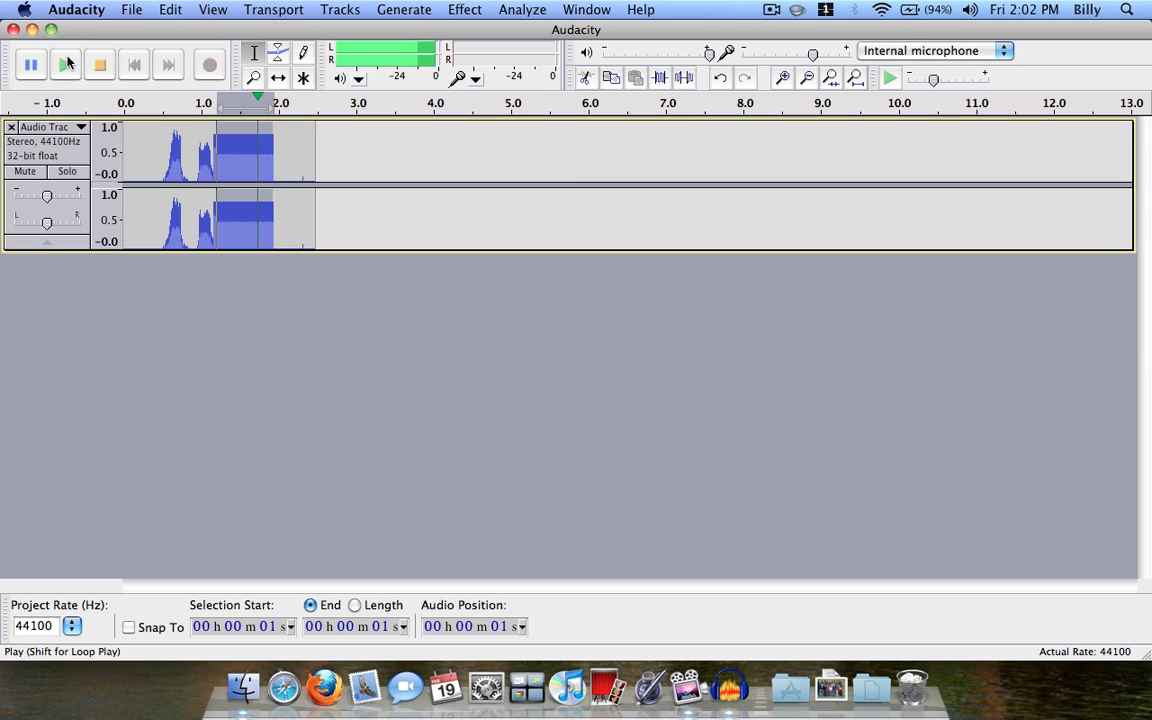 Audacity File Edit View Transport Tracks Generate Effect Analyze Window Help 1 (94%) Fri 2:02 PM Billy
Audacity
L R -24 0 L R -24 0 - + - + Internal microphone
- +
- 1.0 0.0 1.0 2.0 3.0 4.0 5.0 6.0 7.0 8.0 9.0 10.0 11.0 12.0 13.0
Audio Trac 1.0
Stereo, 44100Hz
32-bit float 0.5
Mute Solo -0.0
- + 1.0
L R 0.5
-0.0
Project Rate (Hz): Selection Start: End Length Audio Position:
44100 Snap To 00 h 00 m 01 s 00 h 00 m 01 s 00 h 00 m 01 s
Play (Shift for Loop Play) Actual Rate: 44100
FEB 19